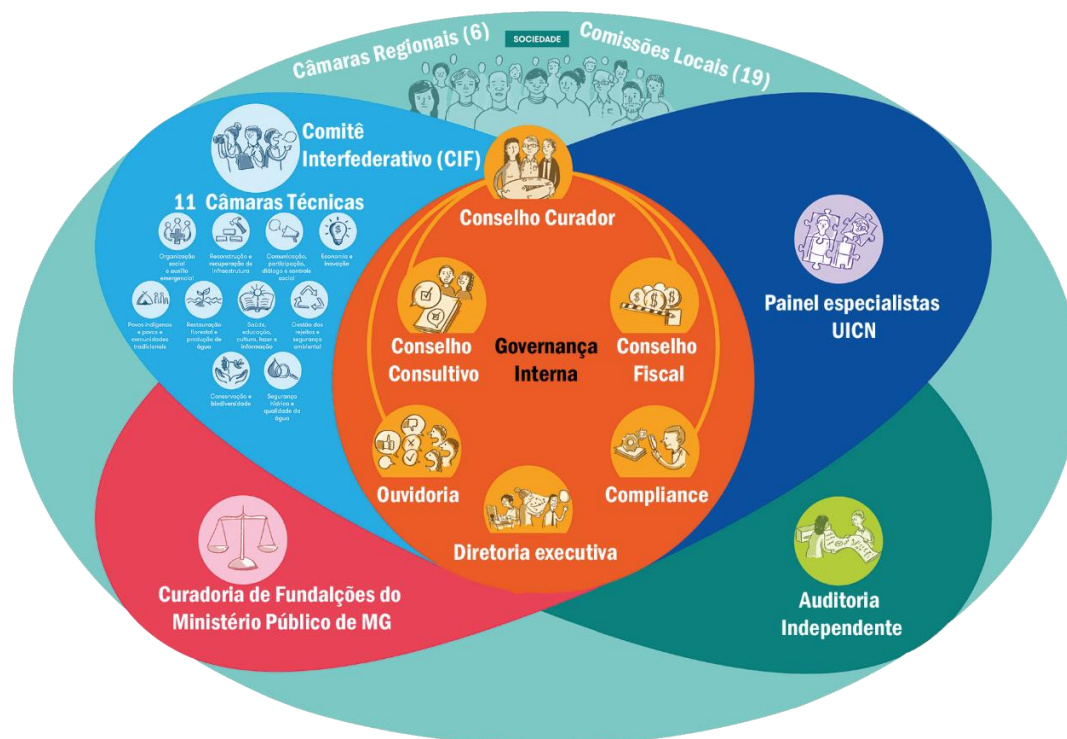 Câmaras Regionais (6)
SOCIEDADE
Comissões Locais (19)
Comitê
Interfederativo (CIF)
11 Câmaras Técnicas
Organização
social
e auxílio
emergencial
Reconstrução e
recuperação de
infraestrutura
Comunicação,
participação,
diálogo e controle
social
Economia e
inovação
Povos indígenas
e povos e
comunidades
tradicionais
Restauração
florestal e
produção de
água
Saúde,
educação,
cultura, lazer e
informação
Gestão dos
rejeitos e
segurança
ambiental
Conservação e
biodiversidade
Segurança
hídrica e
qualidade da
água
Conselho Curador
Conselho
Consultivo
Governança
Interna
Conselho
Fiscal
Ouvidoria
Compliance
Diretoria executiva
Painel especialistas
UICN
Curadoria de Fundalções do
Ministério Público de MG
Auditoria
Independente